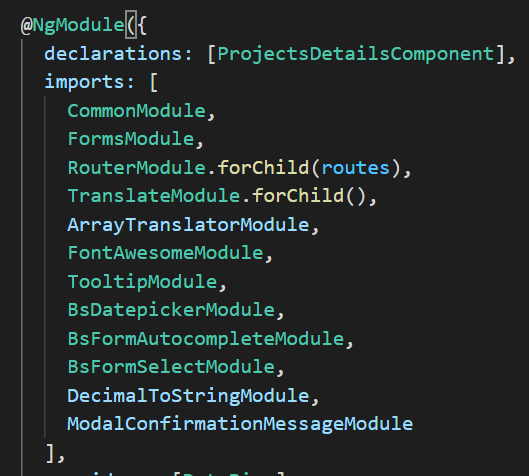 @NgModule({
declarations: [ProjectsDetailsComponent],
imports: [
CommonModule,
FormsModule,
RouterModule.forChild(routes),
TranslateModule.forChild(),
ArrayTranslatorModule,
FontAwesomeModule,
TooltipModule,
BsDatepickerModule,
BsFormAutocompleteModule,
BsFormSelectModule,
DecimalToStringModule,
ModalConfirmationMessageModule
],